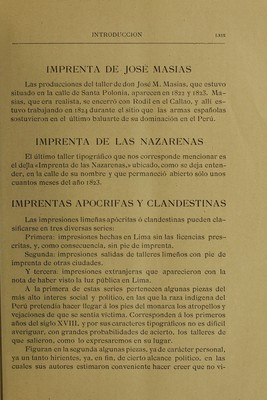 INTRODUCCION
IMPRENTA DE JOSE MASIAS
Las producciones del taller de don José M. Masias, que estuvo
situado en la calle de Santa Polonia, aparecen en 1822 y 1823. Ma-
sias, que era realista, se encerró con Rodil en el Callao, y allí es-
tuvo trabajando en 1824 durante el sitio que las armas españolas
sostuvieron en el último baluarte de su dominación en el Perú.
IMPRENTA DE LAS NAZARENAS
El último taller tipográfico que nos corresponde mencionar es
el de la «Imprenta de las Nazarenas,» ubicado, como se deja enten-
der, en la calle de su nombre y que permaneció abierto sólo unos
cuantos meses del año 1823.
IMPRENTAS APOCRIFAS Y CLANDESTINAS
Las impresiones limeñas apócrifas ó clandestinas pueden cla-
sificarse en tres diversas series:
Primera: impresiones hechas en Lima sin las licencias pres-
critas, y, como consecuencia, sin pie de imprenta.
Segunda: impresiones salidas de talleres limeños con pie de
imprenta de otras ciudades.
Y tercera: impresiones extranjeras que aparecieron con la
nota de haber visto la luz pública en Lima.
A la primera de estas series pertenecen algunas piezas del
más alto interés social y político, en las que la raza indígena del
Perú pretendía hacer llegar á los pies del monarca los atropellos y
vejaciones de que se sentía víctima. Corresponden á los primeros
años del siglo XVIII, y por sus caracteres tipográficos no es difícil
averiguar, con grandes probabilidades de acierto, los talleres de
que salieron, como lo expresaremos en su lugar.
Figuran en la segunda algunas piezas, ya de carácter personal,
ya un tanto hirientes, ya, en fin, de cierto alcance político, en las
cuales sus autores estimaron conveniente hacer creer que no vi-